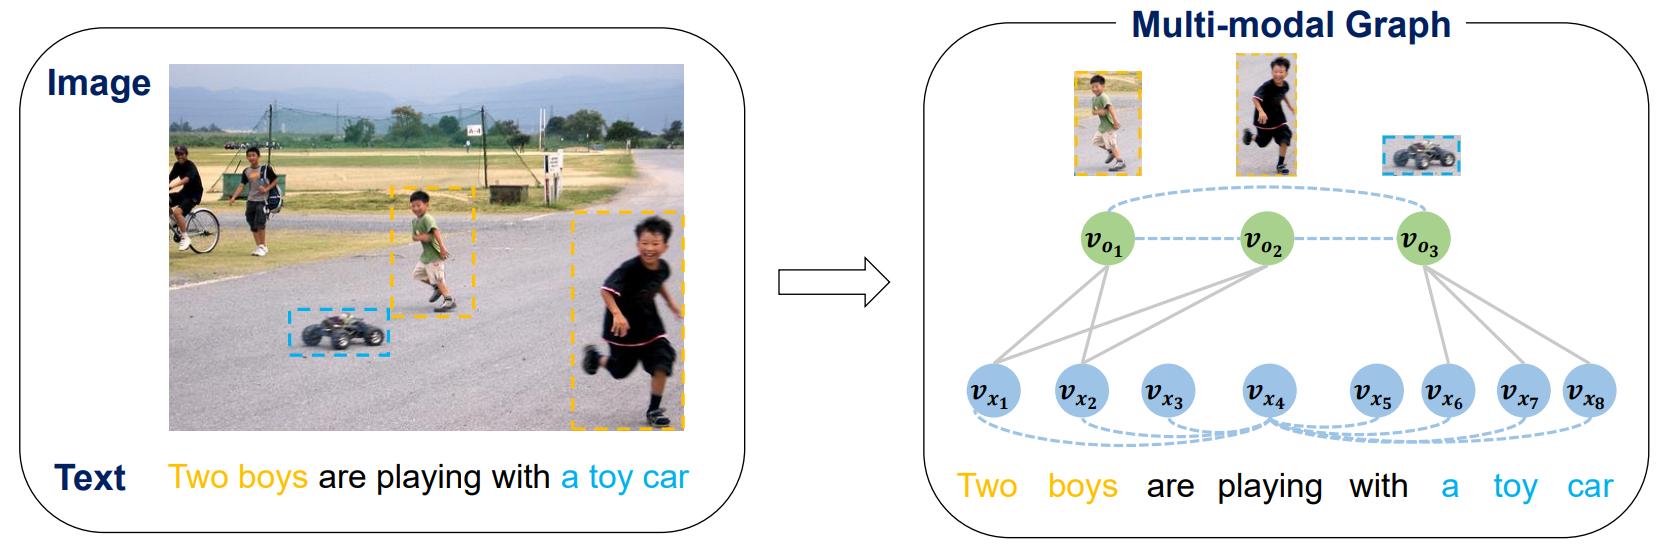 Image
A-4
Text
Two boys are playing with a toy car
Multi-modal Graph
v_{o_1} v_{o_2} v_{o_3}
v_{x_1} v_{x_2} v_{x_3} v_{x_4} v_{x_5} v_{x_6} v_{x_7} v_{x_8}
Two boys are playing with a toy car